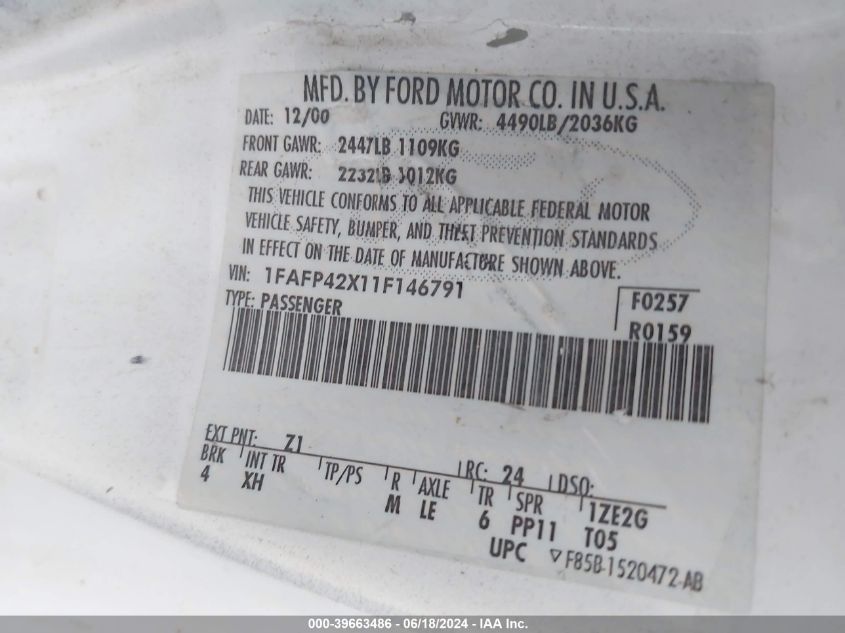 MFD. BY FORD MOTOR CO. IN U.S.A.
DATE: 12/00 GVWR: 4490LB/2036KG
FRONT GAWR: 2447LB 1109KG
REAR GAWR: 2232LB 1012KG
THIS VEHICLE CONFORMS TO ALL APPLICABLE FEDERAL MOTOR
VEHICLE SAFETY, BUMPER, AND THEFT PREVENTION STANDARDS
IN EFFECT ON THE DATE OF MANUFACTURE SHOWN ABOVE.
VIN: 1FAFP42X11F146791
TYPE: PASSENGER
F0257
R0159
EXT PNT: Z1 RC: 24 DSO:
BRK INT TR TP/PS R AXLE TR SPR 1ZE2G
4 XH M LE 6 PP11 T05
UPC ▽F85B-1520472-AB
000-39663486 - 06/18/2024 - IAA Inc.